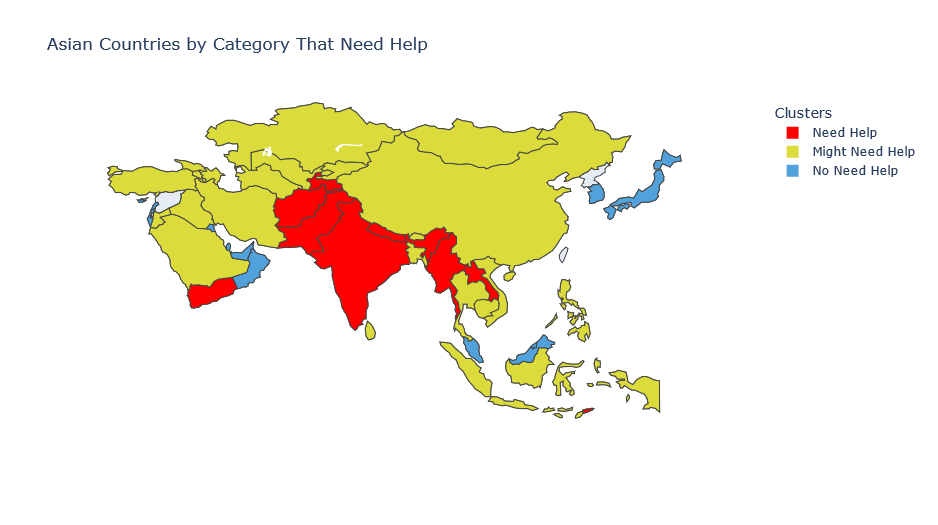 Asian Countries by Category That Need Help
Clusters
Need Help
Might Need Help
No Need Help